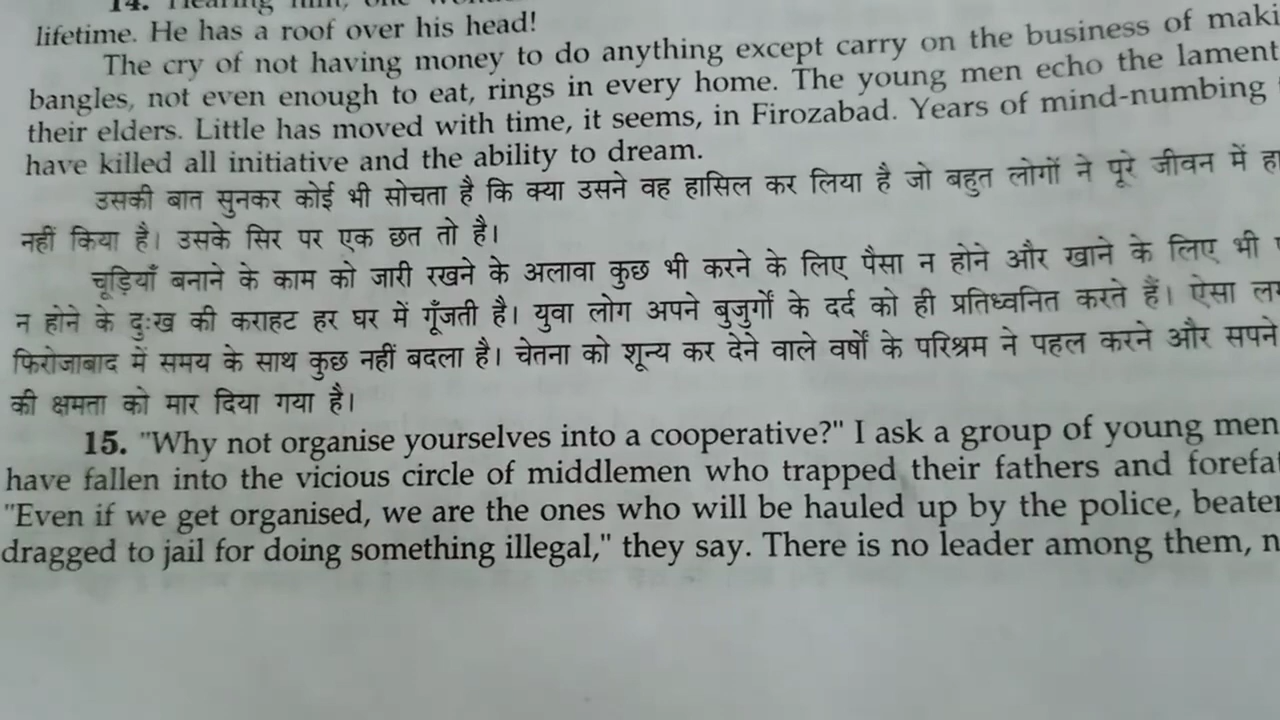 14. Hearing him, one
lifetime. He has a roof over his head!
The cry of not having money to do anything except carry on the business of maki
bangles, not even enough to eat, rings in every home. The young men echo the lament
their elders. Little has moved with time, it seems, in Firozabad. Years of mind-numbing
have killed all initiative and the ability to dream.
उसकी बात सुनकर कोई भी सोचता है कि क्या उसने वह हासिल कर लिया है जो बहुत लोगों ने पूरे जीवन में हा
नहीं किया है। उसके सिर पर एक छत तो है।
चूड़ियाँ बनाने के काम को जारी रखने के अलावा कुछ भी करने के लिए पैसा न होने और खाने के लिए भी
न होने के दुःख की कराहट हर घर में गूँजती है। युवा लोग अपने बुजुर्गों के दर्द को ही प्रतिध्वनित करते हैं। ऐसा लग
फिरोजाबाद में समय के साथ कुछ नहीं बदला है। चेतना को शून्य कर देने वाले वर्षों के परिश्रम ने पहल करने और सपने
की क्षमता को मार दिया गया है।
15. "Why not organise yourselves into a cooperative?" I ask a group of young men
have fallen into the vicious circle of middlemen who trapped their fathers and forefat
"Even if we get organised, we are the ones who will be hauled up by the police, beaten
dragged to jail for doing something illegal," they say. There is no leader among them, n